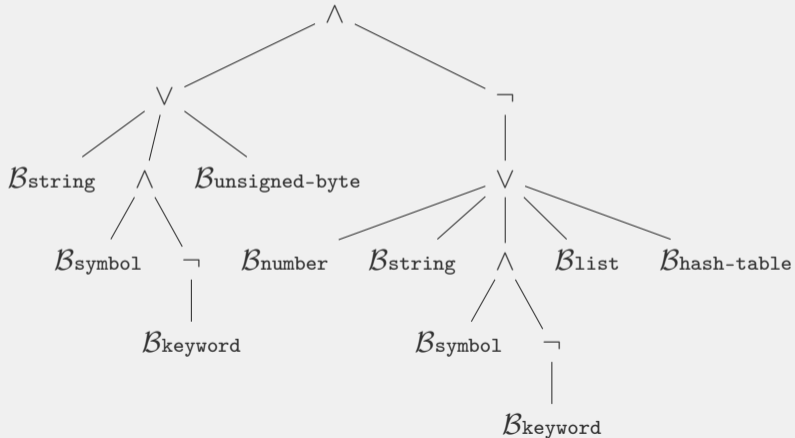 ∧
∨ ¬
ℬstring ∧ ℬunsigned-byte ∨
ℬsymbol ¬ ℬnumber ℬstring ∧ ℬlist ℬhash-table
ℬkeyword ℬsymbol ¬
ℬkeyword